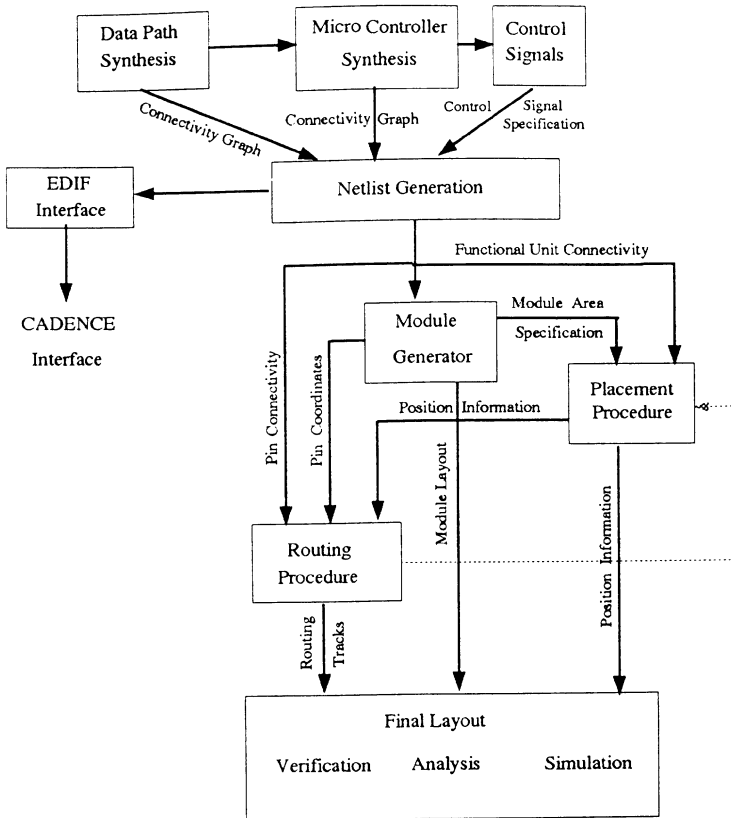 Data Path
Synthesis
Micro Controller
Synthesis
Control
Signals
Connectivity Graph
Connectivity Graph
Control Signal
Specification
EDIF
Interface
Netlist Generation
Functional Unit Connectivity
CADENCE
Interface
Module
Generator
Module Area
Specification
Placement
Procedure
Pin Connectivity
Pin Coordinates
Position Information
Module Layout
Position Information
Routing
Procedure
Routing
Tracks
Final Layout
Verification Analysis Simulation